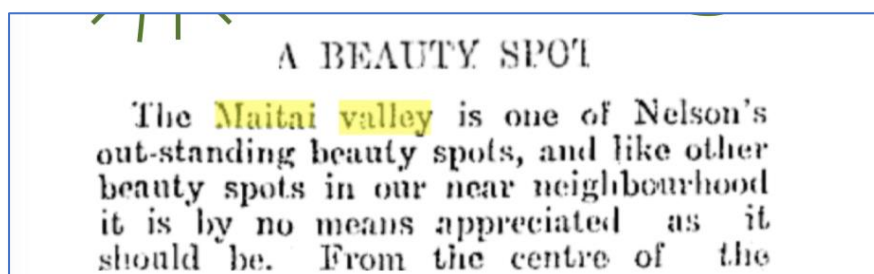 A BEAUTY SPOT
The Maitai valley is one of Nelson's
out-standing beauty spots, and like other
beauty spots in our near neighbourhood
it is by no means appreciated as it
should be. From the centre of the